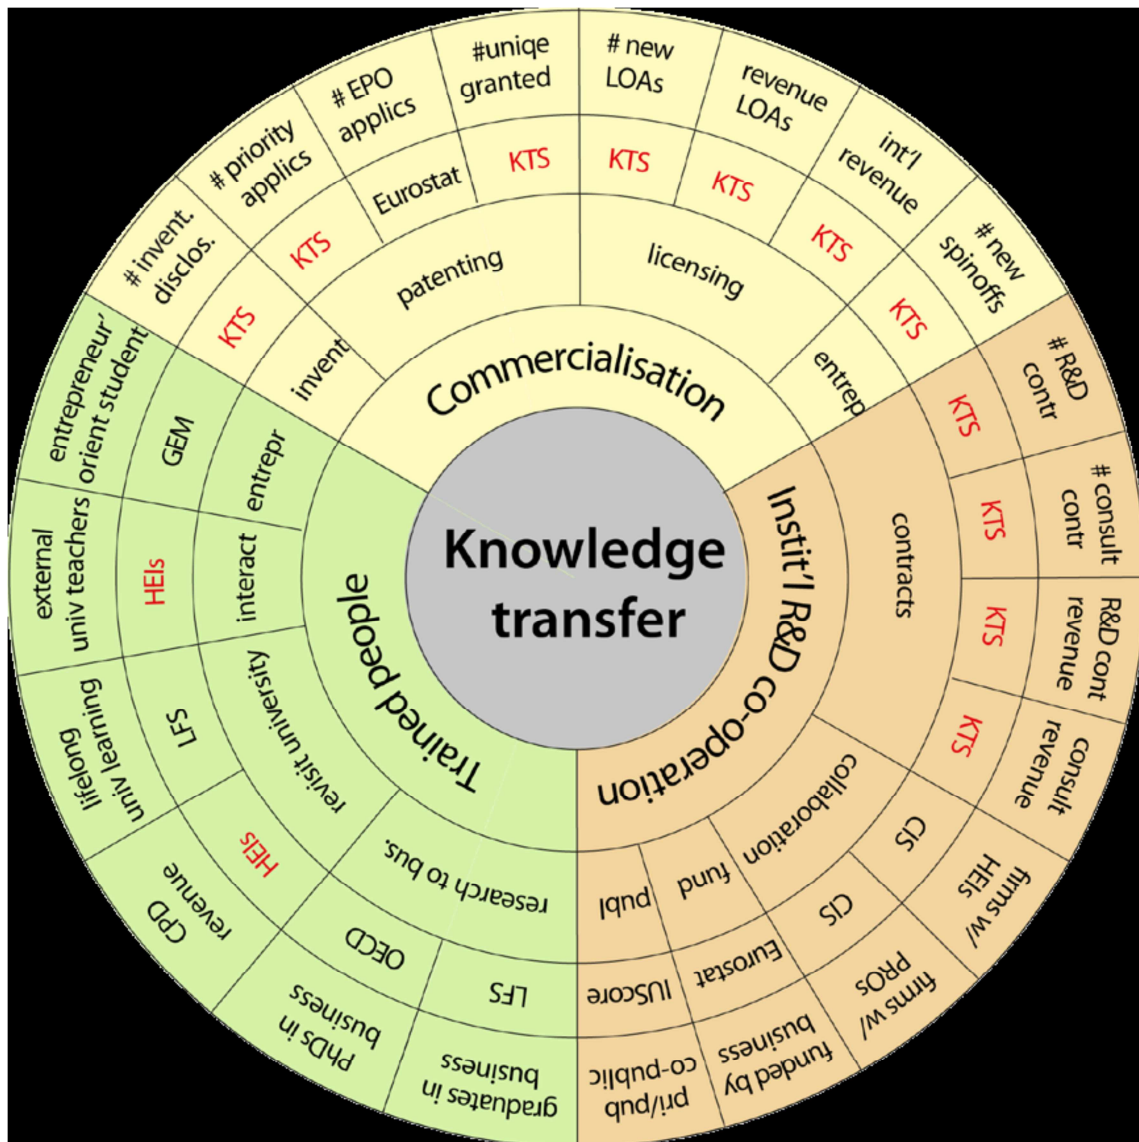 Knowledge
transfer
Commercialisation
invent
patenting
licensing
entrep
KTS
KTS
Eurostat
KTS
KTS
KTS
KTS
KTS
# invent.
disclos.
# priority
applics
# EPO
applics
#uniqe
granted
# new
LOAs
revenue
LOAs
int'l
revenue
# new
spinoffs
Instit'l R&D co-operation
contracts
collaboration
fund
publ
KTS
KTS
KTS
KTS
CIS
CIS
Eurostat
IUScore
# R&D
contr
# consult
contr
R&D cont
revenue
consult
revenue
firms w/
HEIs
firms w/
PROs
funded by
business
pri/pub
co-public
Trained people
research to bus.
revisit university
interact
entrepr
LFS
OECD
HEIs
LFS
HEIs
GEM
graduates in
business
PhDs in
business
CPD
revenue
lifelong
univ learning
external
univ teachers
entrepreneur'
orient student